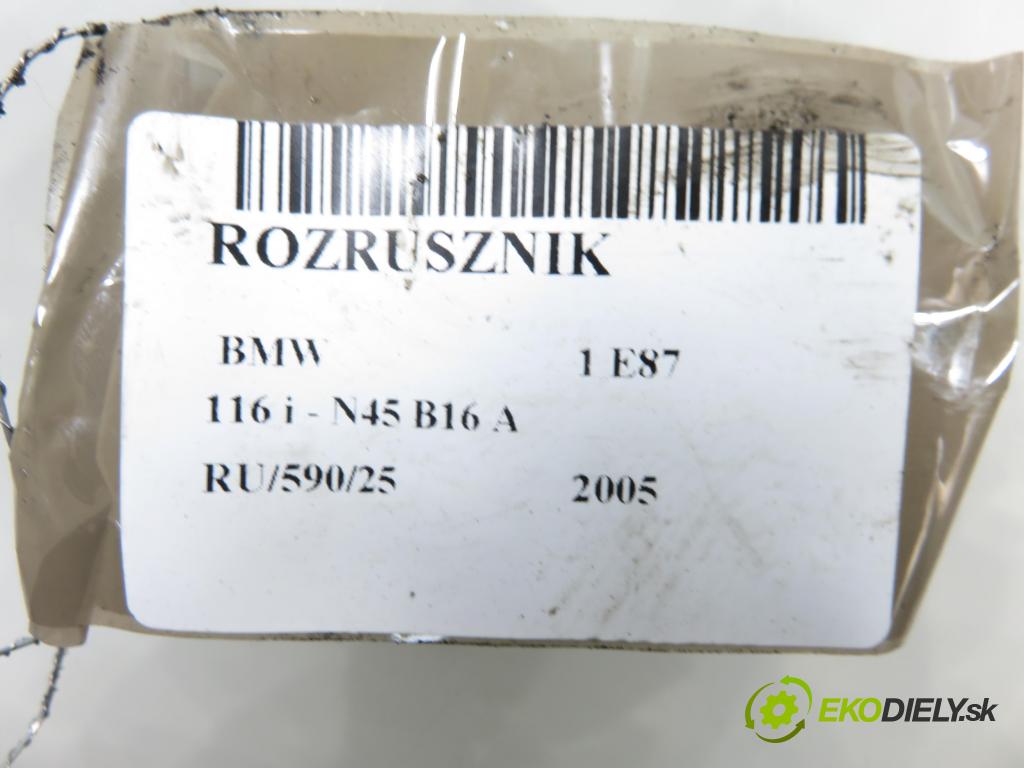 ROZRUSZNIK
BMW 1 E87
116 i - N45 B16 A
RU/590/25 2005
EKODIELY.sk